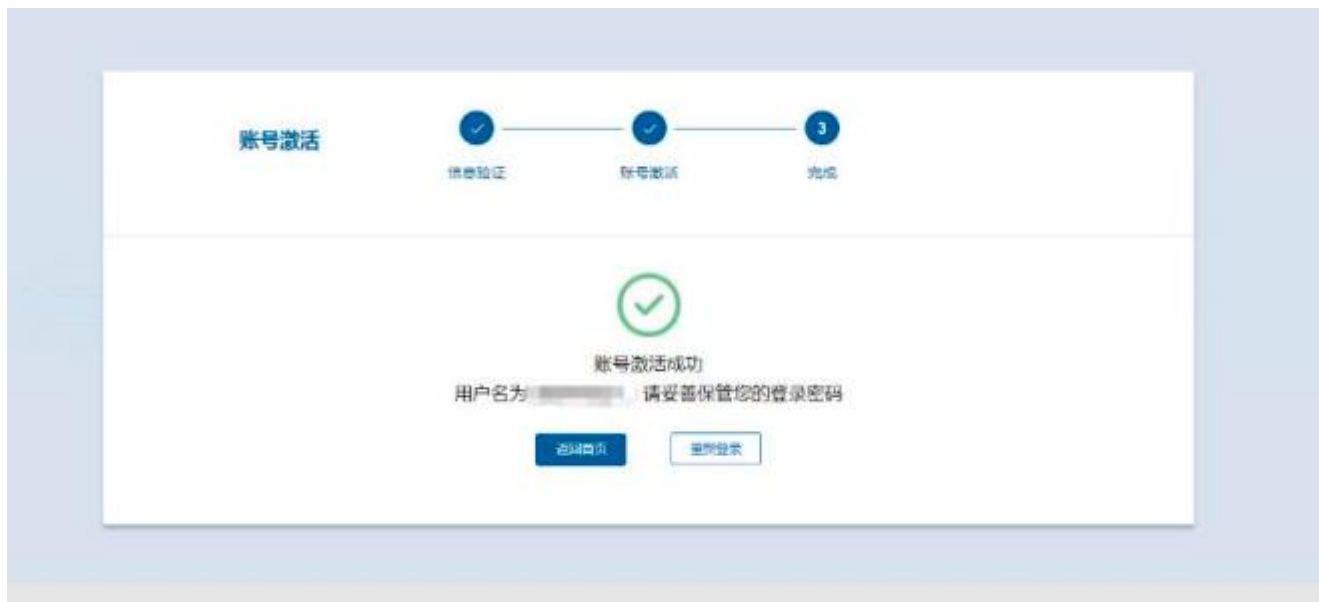 账号激活
3
信息验证
账号激活
完成
账号激活成功
用户名为 ，请妥善保管您的登录密码
返回首页
重新登录